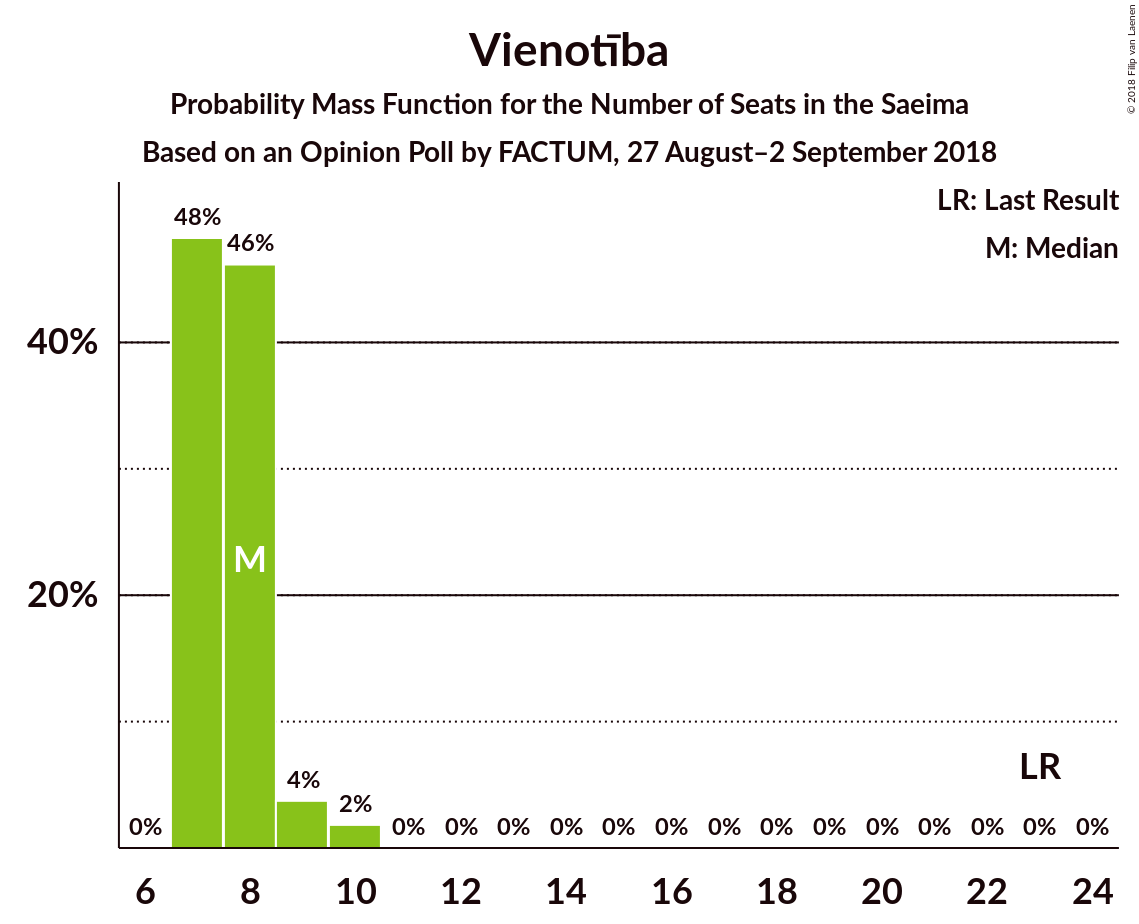 Vienotība
Probability Mass Function for the Number of Seats in the Saeima
Based on an Opinion Poll by FACTUM, 27 August–2 September 2018
© 2018 Filip van Laenen
LR: Last Result
M: Median
48%
46%
40%
M
20%
LR
4%
2%
0% 0% 0% 0% 0% 0% 0% 0% 0% 0% 0% 0% 0% 0% 0%
6 8 10 12 14 16 18 20 22 24